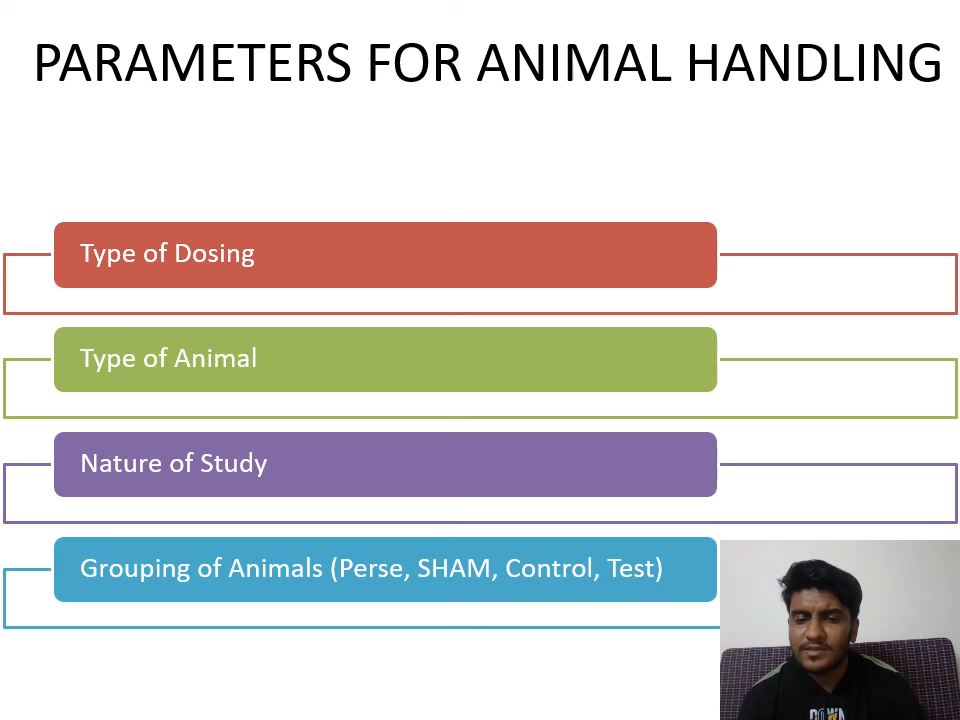 PARAMETERS FOR ANIMAL HANDLING
Type of Dosing
Type of Animal
Nature of Study
Grouping of Animals (Perse, SHAM, Control, Test)
DOWN